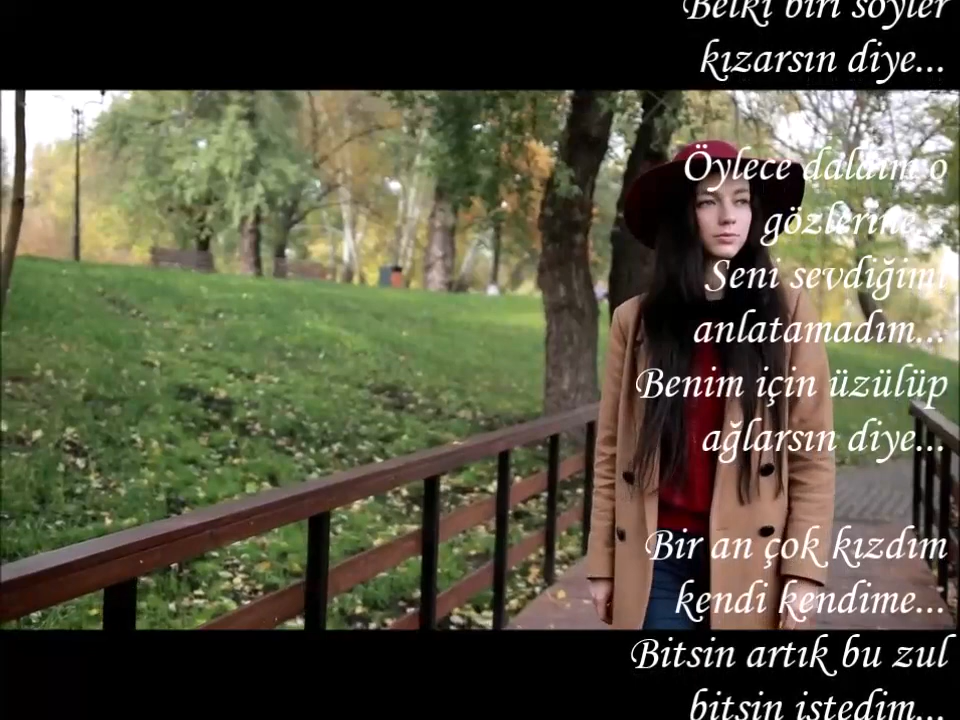 Belki biri söyler
kızarsın diye...
Öylece daldım o
gözlerine...
Seni sevdiğimi
anlatamadım...
Benim için üzülüp
ağlarsın diye...
Bir an çok kızdım
kendi kendime...
Bitsin artık bu zul
bitsin istedim...